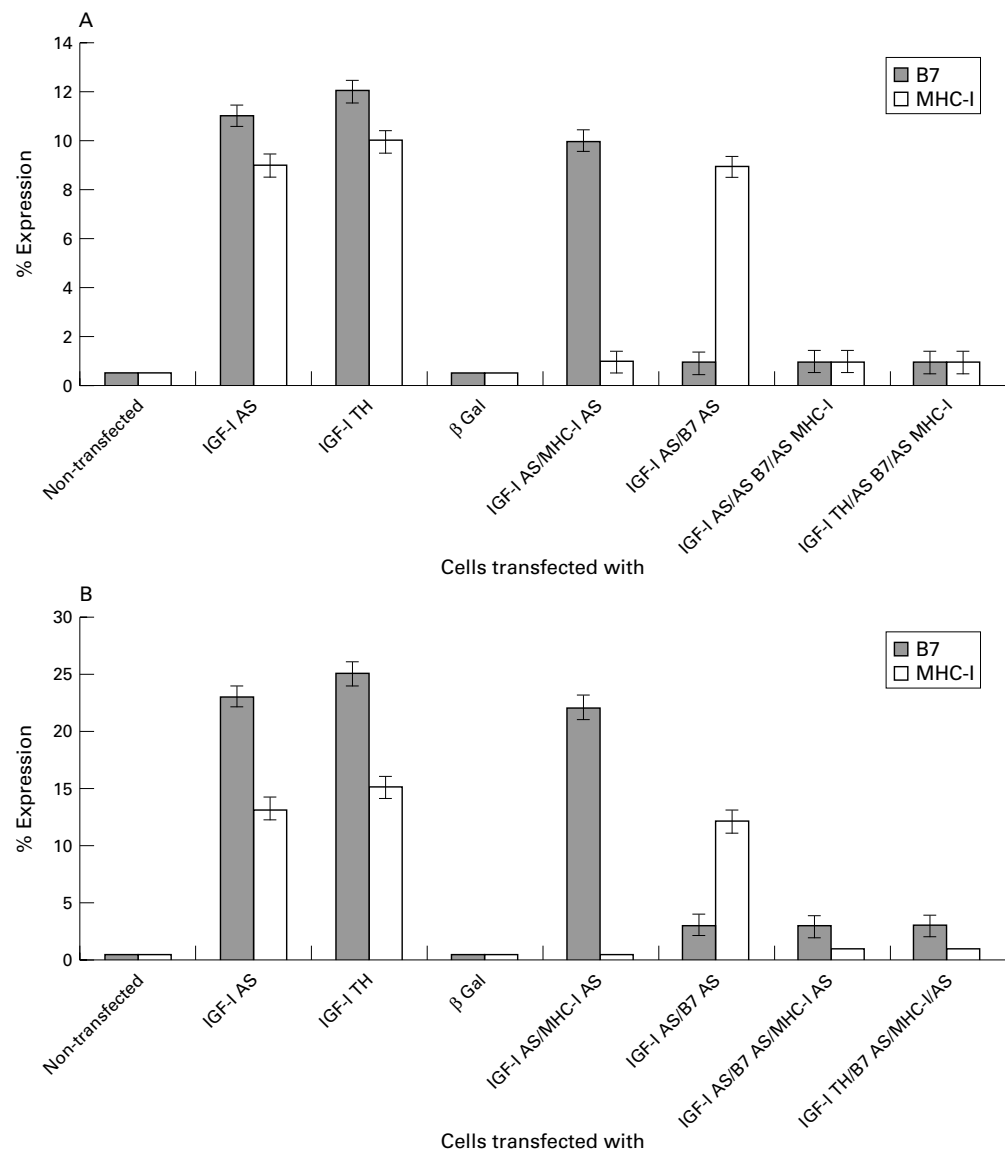 A
14
12
10
8
6
4
2
0
% Expression
B7
MHC-I
Non-transfected
IGF-I AS
IGF-I TH
β Gal
IGF-I AS/MHC-I AS
IGF-I AS/B7 AS
IGF-I AS/AS B7/AS MHC-I
IGF-I TH/AS B7/AS MHC-I
Cells transfected with
B
30
25
20
15
10
5
0
% Expression
B7
MHC-I
Non-transfected
IGF-I AS
IGF-I TH
β Gal
IGF-I AS/MHC-I AS
IGF-I AS/B7 AS
IGF-I AS/B7 AS/MHC-I AS
IGF-I TH/B7 AS/MHC-I/AS
Cells transfected with